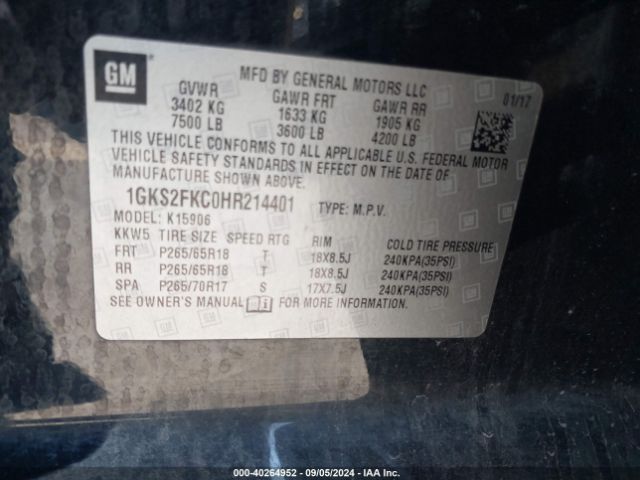 GM
MFD BY GENERAL MOTORS LLC
01/17
GVWR GAWR FRT GAWR RR
3402 KG 1633 KG 1905 KG
7500 LB 3600 LB 4200 LB
THIS VEHICLE CONFORMS TO ALL APPLICABLE U.S. FEDERAL MOTOR
VEHICLE SAFETY STANDARDS IN EFFECT ON THE DATE OF
MANUFACTURE SHOWN ABOVE.
1GKS2FKC0HR214401 TYPE: M.P.V.
MODEL: K15906
KKW5 TIRE SIZE SPEED RTG RIM COLD TIRE PRESSURE
FRT P265/65R18 T 18X8.5J 240KPA(35PSI)
RR P265/65R18 T 18X8.5J 240KPA(35PSI)
SPA P265/70R17 S 17X7.5J 240KPA(35PSI)
SEE OWNER'S MANUAL FOR MORE INFORMATION.
000-40264952 - 09/05/2024 - IAA Inc.